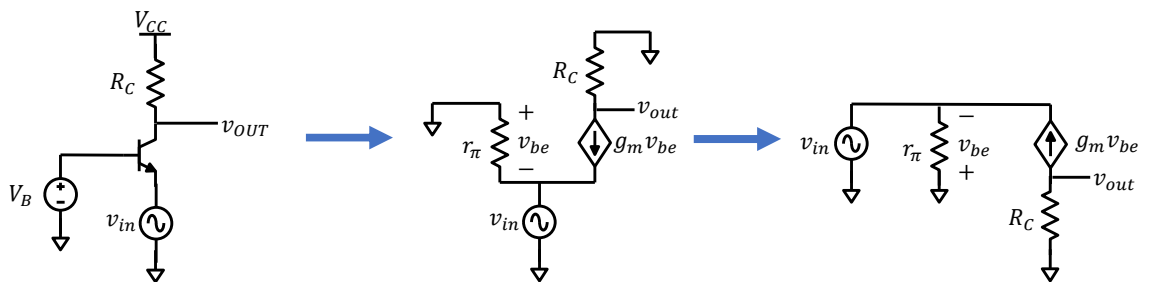 V_CC
R_C
v_OUT
V_B
+
−
v_in
R_C
v_out
+
r_π
v_be
−
g_m v_be
v_in
v_in
r_π
−
v_be
+
g_m v_be
v_out
R_C